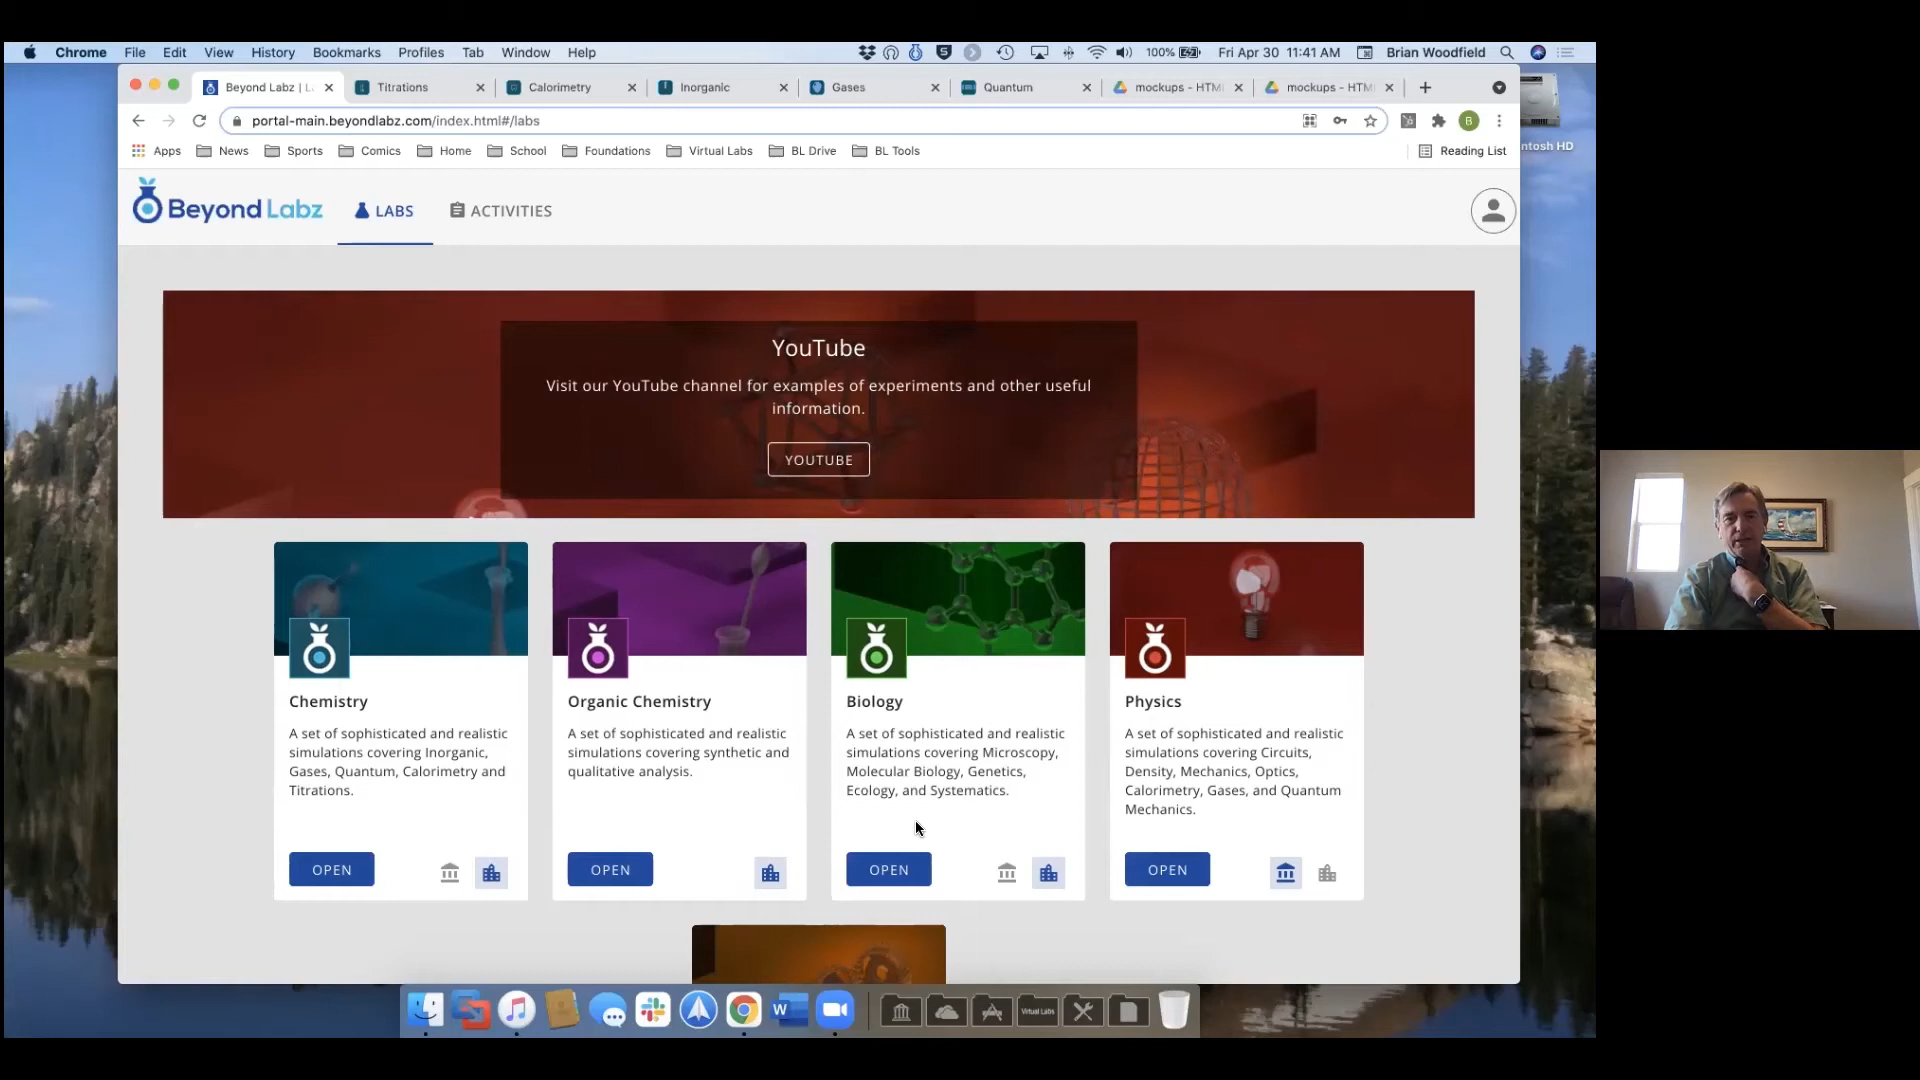 Chrome File Edit View History Bookmarks Profiles Tab Window Help 100% Fri Apr 30 11:41 AM Brian Woodfield
Beyond Labz | L Titrations Calorimetry Inorganic Gases Quantum mockups - HTM mockups - HTM
portal-main.beyondlabz.com/index.html#/labs
ntosh HD
Apps News Sports Comics Home School Foundations Virtual Labs BL Drive BL Tools Reading List
Beyond Labz LABS ACTIVITIES
YouTube
Visit our YouTube channel for examples of experiments and other useful
information.
YOUTUBE
Chemistry
A set of sophisticated and realistic
simulations covering Inorganic,
Gases, Quantum, Calorimetry and
Titrations.
OPEN
Organic Chemistry
A set of sophisticated and realistic
simulations covering synthetic and
qualitative analysis.
OPEN
Biology
A set of sophisticated and realistic
simulations covering Microscopy,
Molecular Biology, Genetics,
Ecology, and Systematics.
OPEN
Physics
A set of sophisticated and realistic
simulations covering Circuits,
Density, Mechanics, Optics,
Calorimetry, Gases, and Quantum
Mechanics.
OPEN
W
Virtual Labs